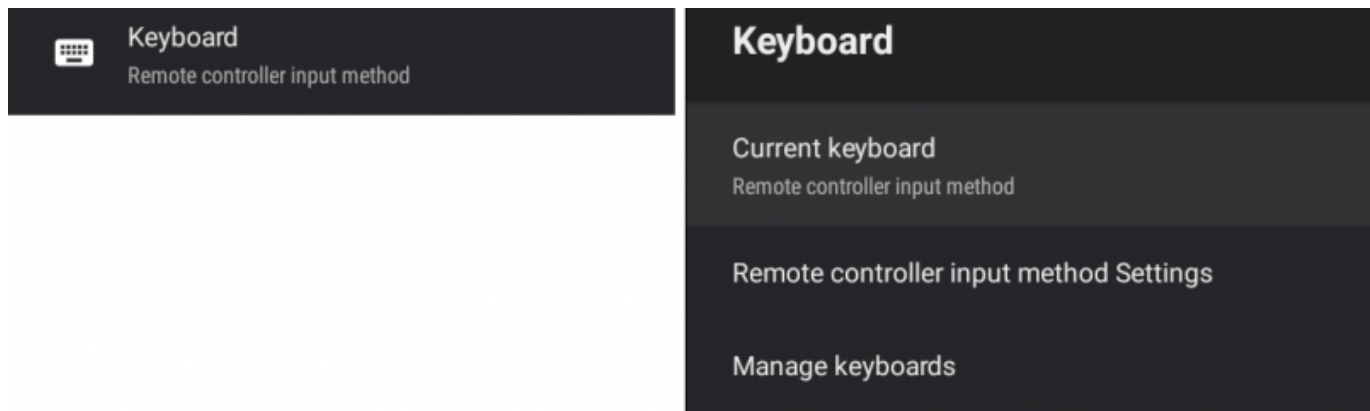 Keyboard
Remote controller input method
Keyboard
Current keyboard
Remote controller input method
Remote controller input method Settings
Manage keyboards